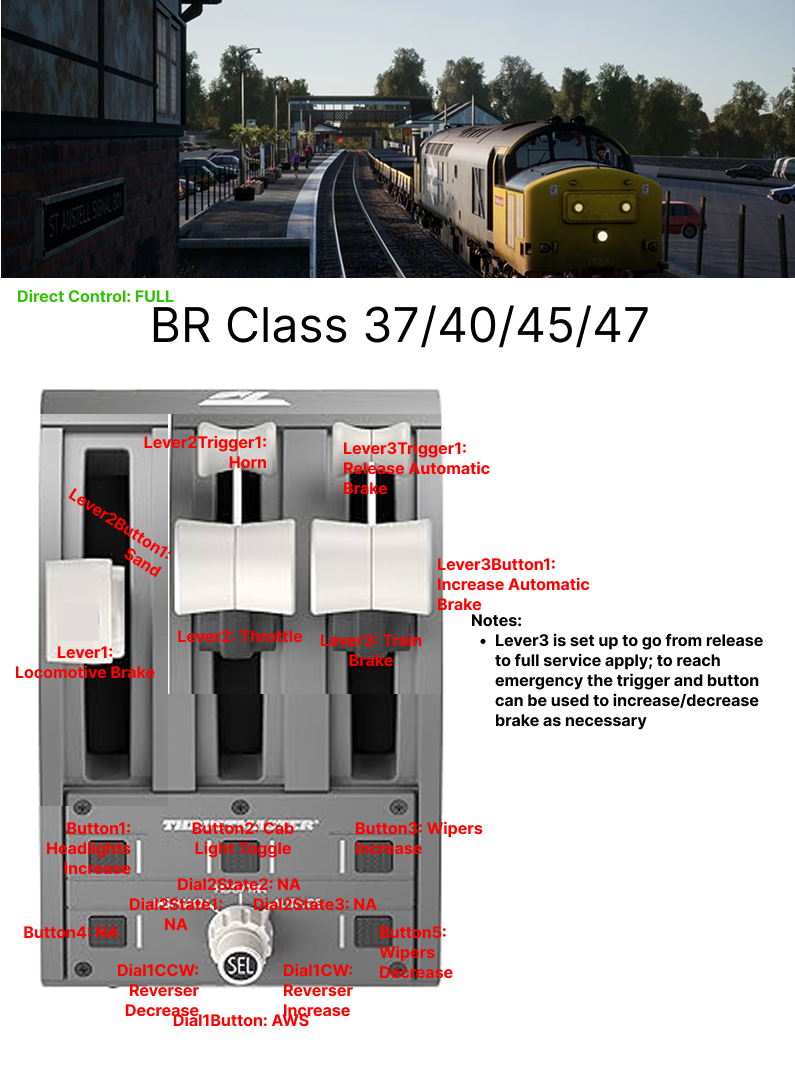 ST AUSTELL SIGNAL BOX
Direct Control: FULL
BR Class 37/40/45/47
Lever2Trigger1:
Horn
Lever3Trigger1:
Release Automatic
Brake
Lever2Button1:
Sand
Lever3Button1:
Increase Automatic
Brake
Notes:
• Lever3 is set up to go from release
to full service apply; to reach
emergency the trigger and button
can be used to increase/decrease
brake as necessary
Lever2: Throttle
Lever3: Train
Brake
Lever1:
Locomotive Brake
THRUSTMASTER
Button1:
Headlights
Increase
Button2: Cab
Light Toggle
Button3: Wipers
Increase
Dial2State2: NA
Dial2State1:
NA
Dial2State3: NA
Button4: NA
Button5:
Wipers
Decrease
SEL
Dial1CCW:
Reverser
Decrease
Dial1CW:
Reverser
Increase
Dial1Button: AWS